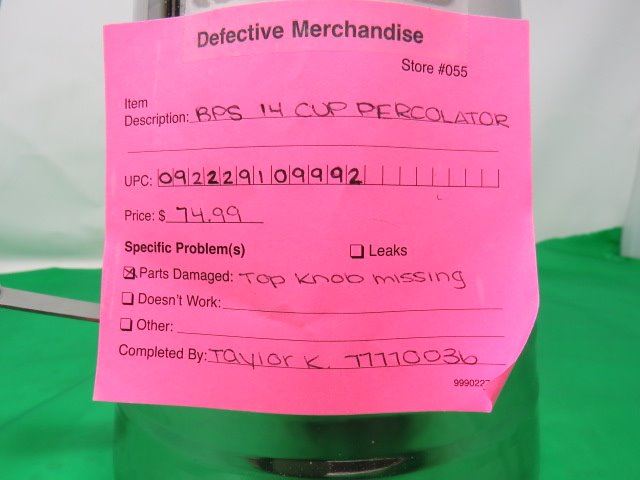 Defective Merchandise
Store #055
Item
Description: BPS 14 CUP PERCOLATOR
UPC: 092229109992
Price: $ 74.99
Specific Problem(s)
Leaks
Parts Damaged: Top Knob missing
Doesn't Work:
Other:
Completed By: Taylor K. 77770036